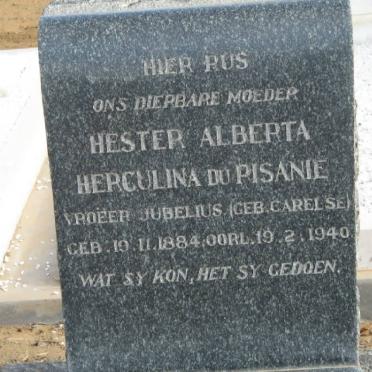 HIER RUS
ONS DIERBARE MOEDER
HESTER ALBERTA
HERCULINA DU PISANIE
VROEËR JUBELIUS (GEB. CARELSE)
GEB. 19.11.1884, OORL. 19.2.1940
WAT SY KON, HET SY GEDOEN.